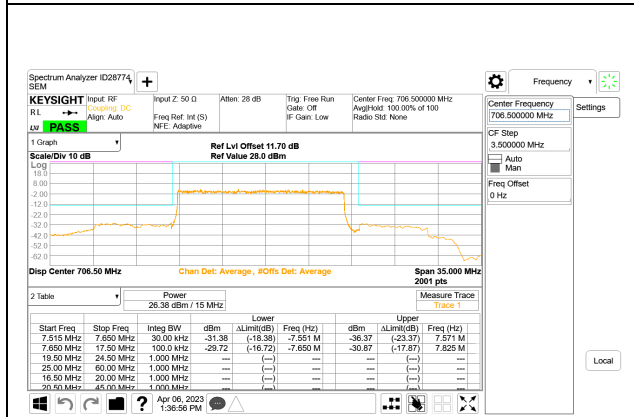 Spectrum Analyzer ID28774
SEM
+
Frequency
KEYSIGHT
Input: RF
Input Z: 50 Ω
Atten: 28 dB
Trig: Free Run
Center Freq: 706.500000 MHz
RL
Coupling: DC
Gate: Off
Avg|Hold: 100.00% of 100
Align: Auto
Freq Ref: Int (S)
IF Gain: Low
Radio Std: None
LXI
PASS
NFE: Adaptive
Center Frequency
706.500000 MHz
Settings
CF Step
3.500000 MHz
Auto
Man
Freq Offset
0 Hz
1 Graph
Ref Lvl Offset 11.70 dB
Scale/Div 10 dB
Ref Value 28.0 dBm
Log
18.0
8.00
-2.00
-12.0
-22.0
-32.0
-42.0
-52.0
-62.0
Disp Center 706.50 MHz
Chan Det: Average, #Offs Det: Average
Span 35.000 MHz
2001 pts
2 Table
Power
26.38 dBm / 15 MHz
Measure Trace
Trace 1
Lower Upper
Start Freq Stop Freq Integ BW dBm ΔLimit(dB) Freq (Hz) dBm ΔLimit(dB) Freq (Hz)
7.515 MHz 7.650 MHz 30.00 kHz -31.38 (-18.38) -7.551 M -36.37 (-23.37) 7.571 M
7.650 MHz 17.50 MHz 100.0 kHz -29.72 (-16.72) -7.650 M -30.87 (-17.87) 7.825 M
19.50 MHz 24.50 MHz 1.000 MHz --- (---) --- --- (---) ---
25.00 MHz 60.00 MHz 1.000 MHz --- (---) --- --- (---) ---
16.50 MHz 20.00 MHz 1.000 MHz --- (---) --- --- (---) ---
20.50 MHz 45.00 MHz 1.000 MHz --- (---) --- --- (---) ---
Local
?
Apr 06, 2023
1:36:56 PM